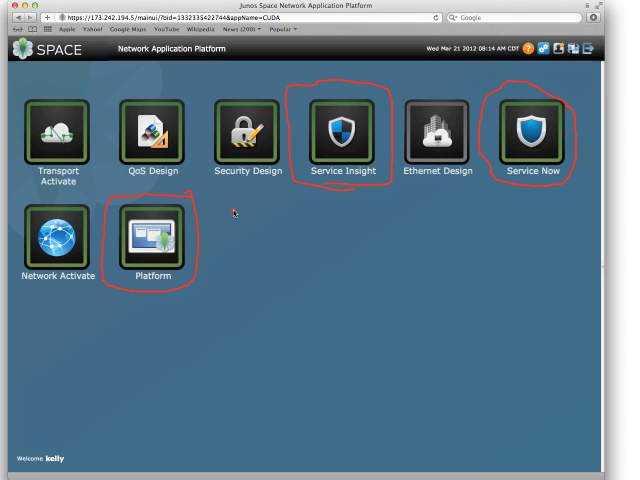 Junos Space Network Application Platform
https://173.242.194.5/mainui/?bid=1332335422744&appName=CUDA
Google
Apple Yahoo! Google Maps YouTube Wikipedia News (200) Popular
SPACE Network Application Platform Wed Mar 21 2012 08:14 AM CDT ?
Transport Activate
QoS Design
Security Design
Service Insight
Ethernet Design
Service Now
Network Activate
Platform
Welcome kelly